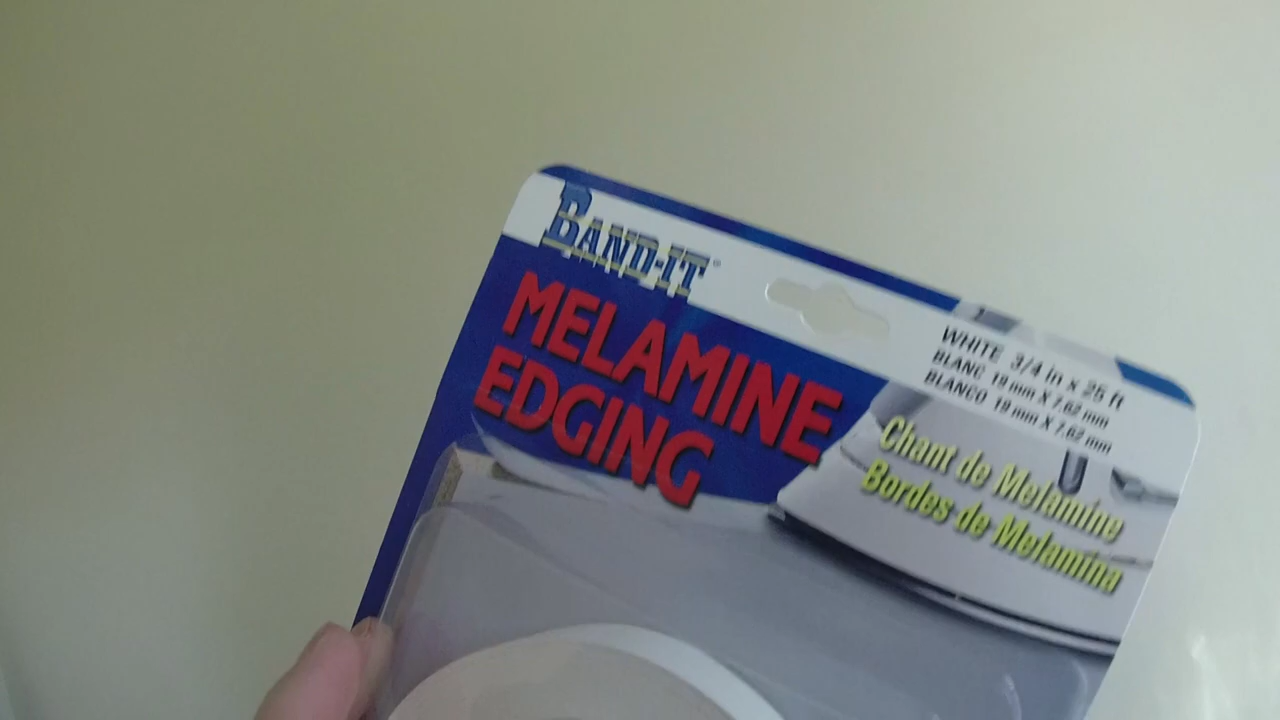 BAND-IT®
MELAMINE
EDGING
WHITE 3/4 in x 25 ft
BLANC 19 mm X 7.62 mm
BLANCO 19 mm X 7.62 mm
Chant de Melamine
Bordes de Melamina